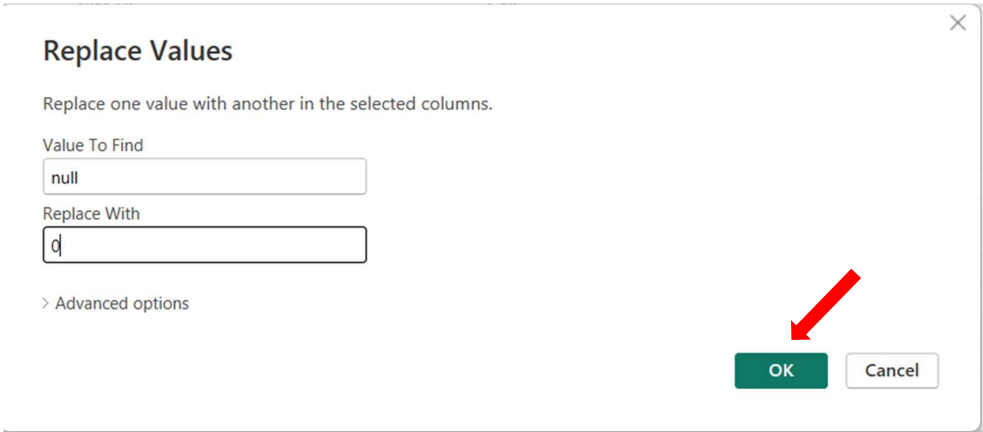 Replace Values
Replace one value with another in the selected columns.
Value To Find
null
Replace With
0
> Advanced options
OK Cancel